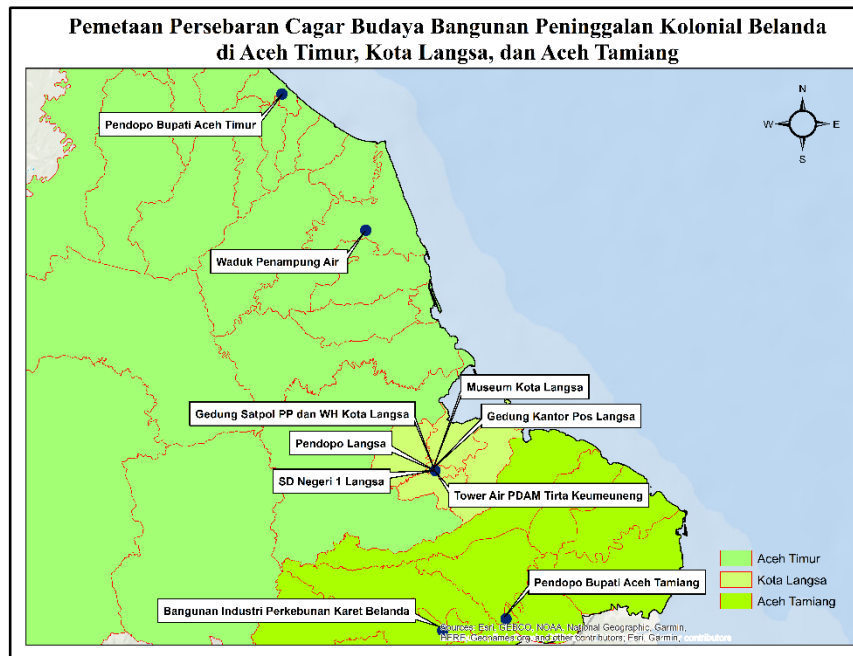 Pemetaan Persebaran Cagar Budaya Bangunan Peninggalan Kolonial Belanda
di Aceh Timur, Kota Langsa, dan Aceh Tamiang
N
W E
S
Pendopo Bupati Aceh Timur
Waduk Penampung Air
Museum Kota Langsa
Gedung Satpol PP dan WH Kota Langsa
Gedung Kantor Pos Langsa
Pendopo Langsa
SD Negeri 1 Langsa
Tower Air PDAM Tirta Keumeuneng
Aceh Timur
Kota Langsa
Aceh Tamiang
Pendopo Bupati Aceh Tamiang
Bangunan Industri Perkebunan Karet Belanda
Sources: Esri, GEBCO, NOAA, National Geographic, Garmin,
HERE, Geonames.org, and other contributors; Esri, Garmin, contributors